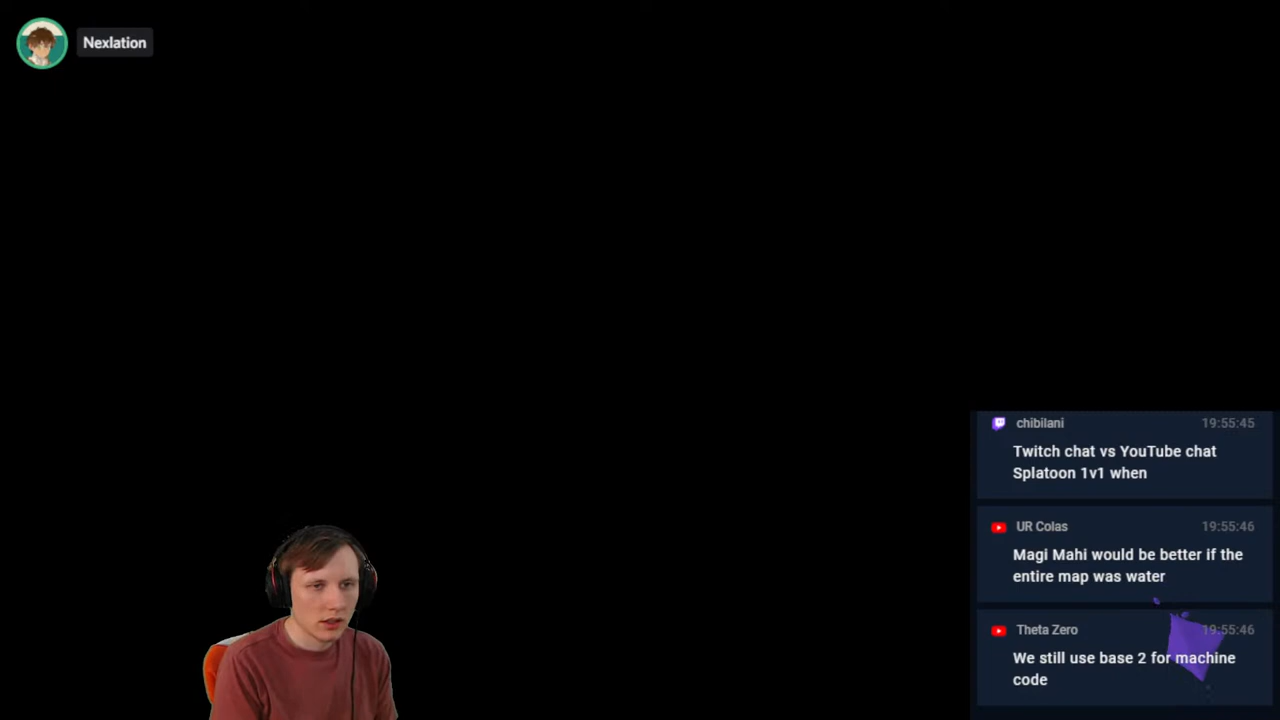 Nexlation
chibilani 19:55:45
Twitch chat vs YouTube chat
Splatoon 1v1 when
UR Colas 19:55:46
Magi Mahi would be better if the
entire map was water
Theta Zero 19:55:46
We still use base 2 for machine
code